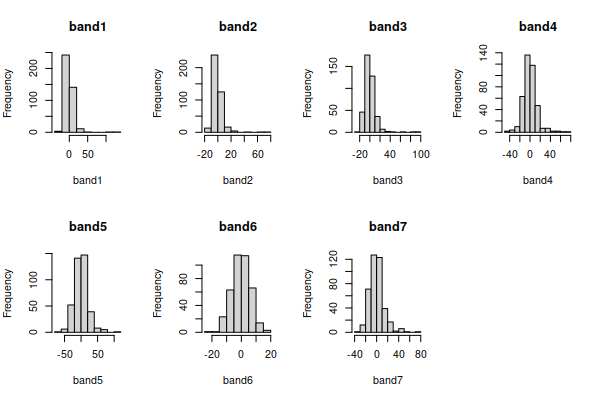 band1
Frequency
0 100 200
0 50
band1
band2
Frequency
0 100 200
-20 20 60
band2
band3
Frequency
0 50 150
-20 40 100
band3
band4
Frequency
0 40 80 140
-40 0 40
band4
band5
Frequency
0 50 150
-50 50
band5
band6
Frequency
0 40 80
-20 0 20
band6
band7
Frequency
0 40 80 120
-40 0 40 80
band7